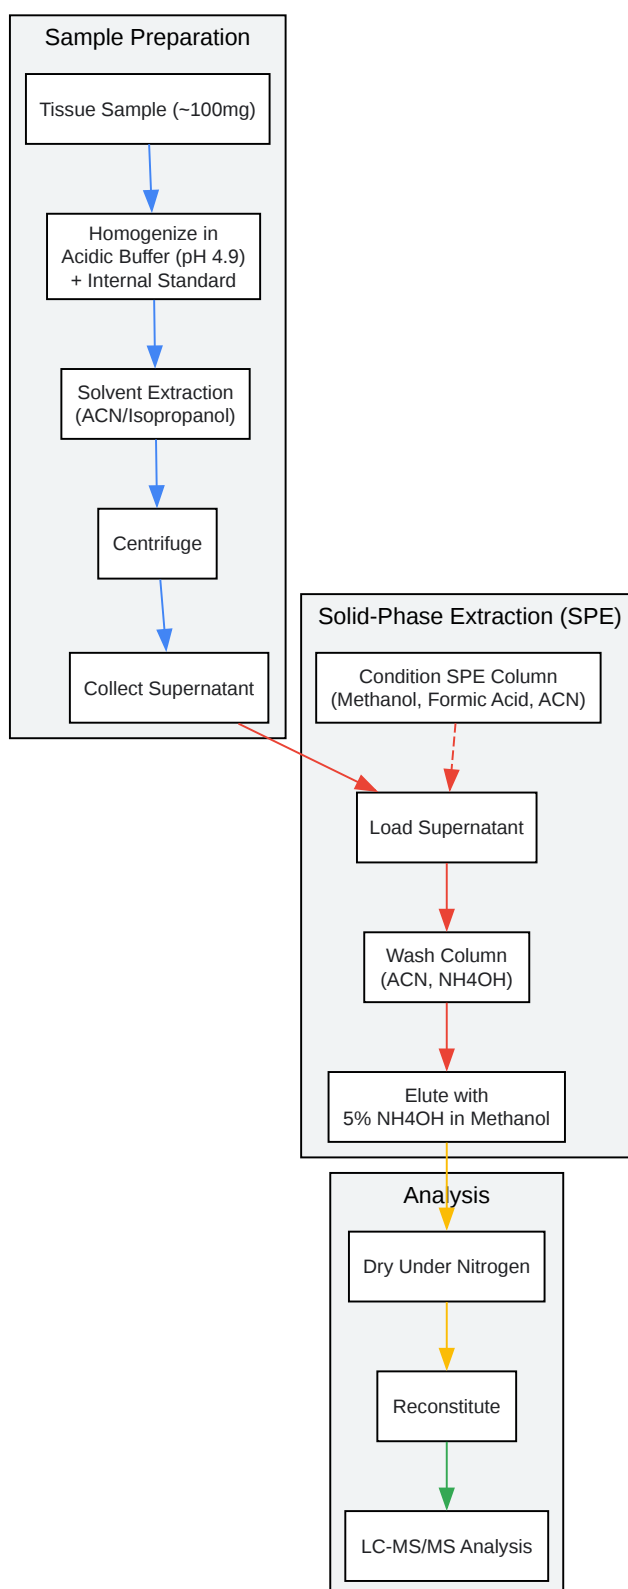 Sample Preparation
Tissue Sample (~100mg)
Homogenize in
Acidic Buffer (pH 4.9)
+ Internal Standard
Solvent Extraction
(ACN/Isopropanol)
Centrifuge
Collect Supernatant
Solid-Phase Extraction (SPE)
Condition SPE Column
(Methanol, Formic Acid, ACN)
Load Supernatant
Wash Column
(ACN, NH4OH)
Elute with
5% NH4OH in Methanol
Analysis
Dry Under Nitrogen
Reconstitute
LC-MS/MS Analysis